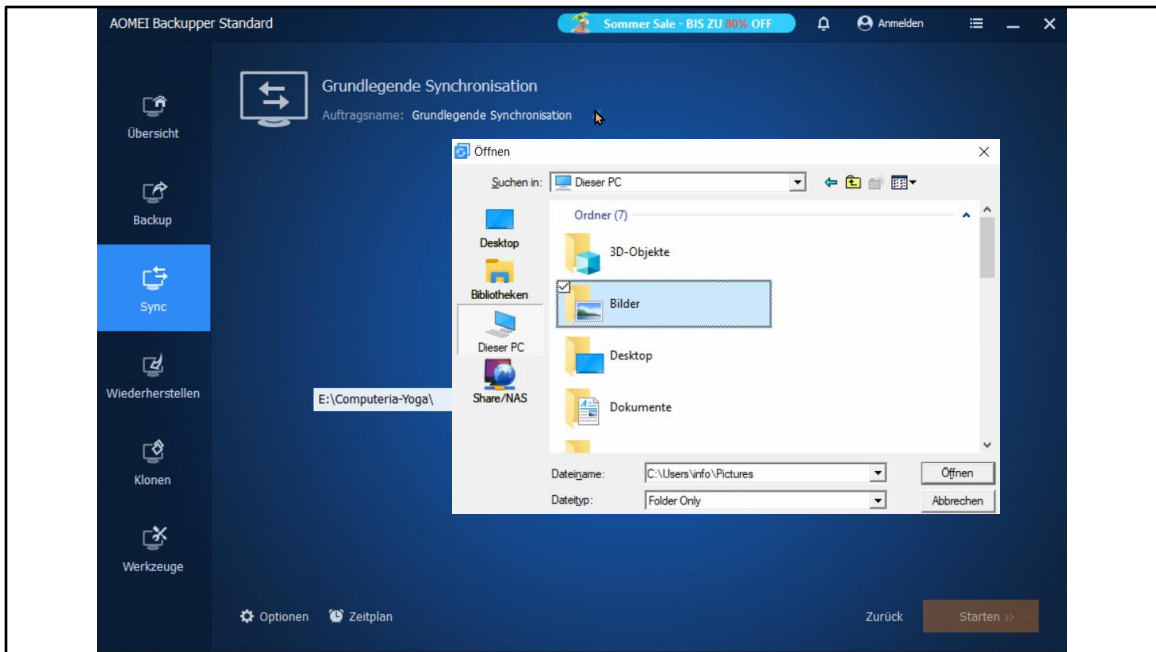 AOMEI Backupper Standard
Sommer Sale - BIS ZU 80% OFF
Anmelden
Grundlegende Synchronisation
Auftragsname: Grundlegende Synchronisation
Übersicht
Backup
Sync
Wiederherstellen
Klonen
Werkzeuge
E:\Computeria-Yoga\
Öffnen
Suchen in: Dieser PC
Desktop
Bibliotheken
Dieser PC
Share/NAS
Ordner (7)
3D-Objekte
Bilder
Desktop
Dokumente
Dateiname: C:\Users\info\Pictures Öffnen
Dateityp: Folder Only Abbrechen
Optionen Zeitplan Zurück Starten >>